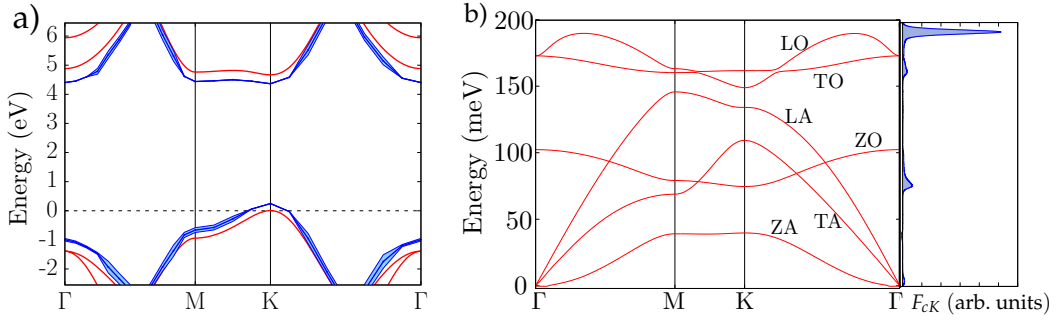 a)
Energy (eV)
6
5
4
3
2
1
0
-1
-2
Γ
M
K
Γ
b)
Energy (meV)
200
150
100
50
0
LO
TO
LA
ZO
ZA
TA
Γ
M
K
Γ
F_cK (arb. units)